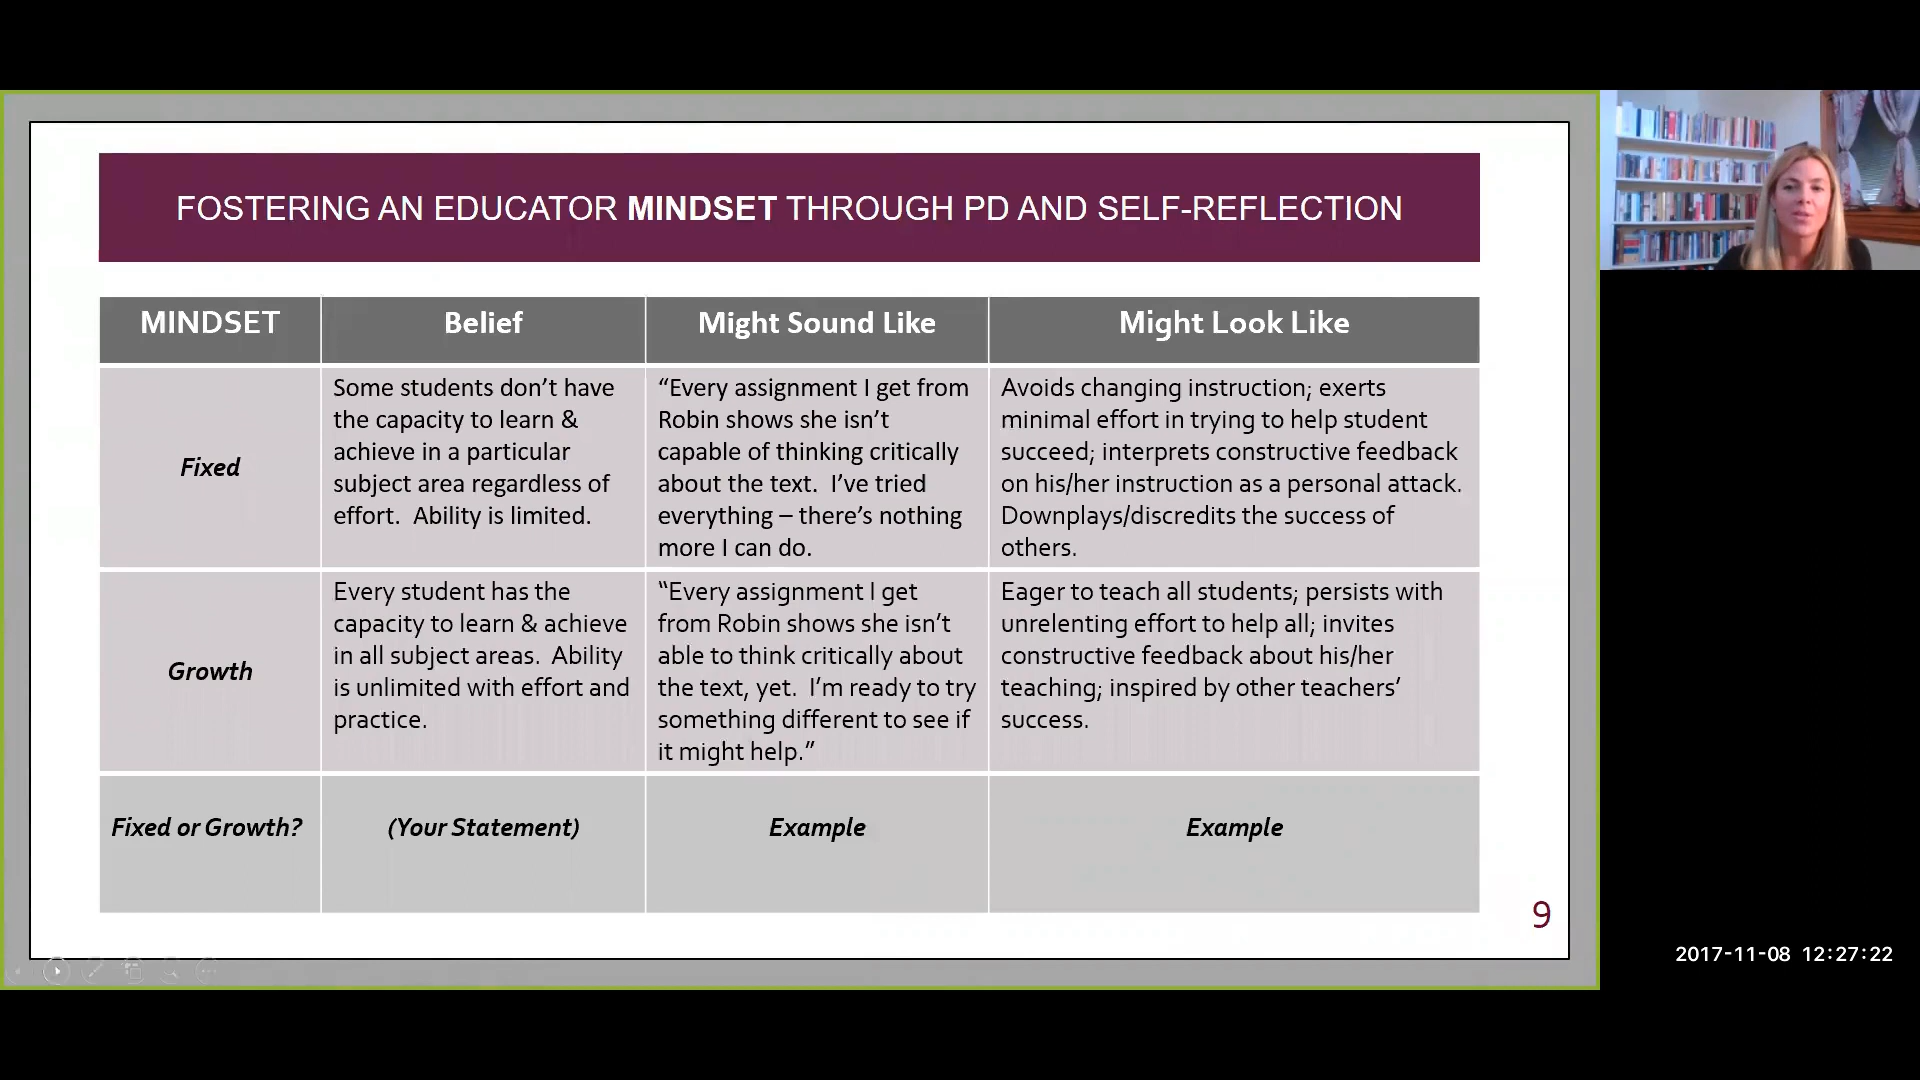 FOSTERING AN EDUCATOR MINDSET THROUGH PD AND SELF-REFLECTION
MINDSET
Belief
Might Sound Like
Might Look Like
Fixed
Some students don’t have
the capacity to learn &
achieve in a particular
subject area regardless of
effort.  Ability is limited.
“Every assignment I get from
Robin shows she isn’t
capable of thinking critically
about the text.  I’ve tried
everything – there’s nothing
more I can do.
Avoids changing instruction; exerts
minimal effort in trying to help student
succeed; interprets constructive feedback
on his/her instruction as a personal attack.
Downplays/discredits the success of
others.
Growth
Every student has the
capacity to learn & achieve
in all subject areas.  Ability
is unlimited with effort and
practice.
“Every assignment I get
from Robin shows she isn’t
able to think critically about
the text, yet.  I’m ready to try
something different to see if
it might help.”
Eager to teach all students; persists with
unrelenting effort to help all; invites
constructive feedback about his/her
teaching; inspired by other teachers’
success.
Fixed or Growth?
(Your Statement)
Example
Example
9
2017-11-08 12:27:22